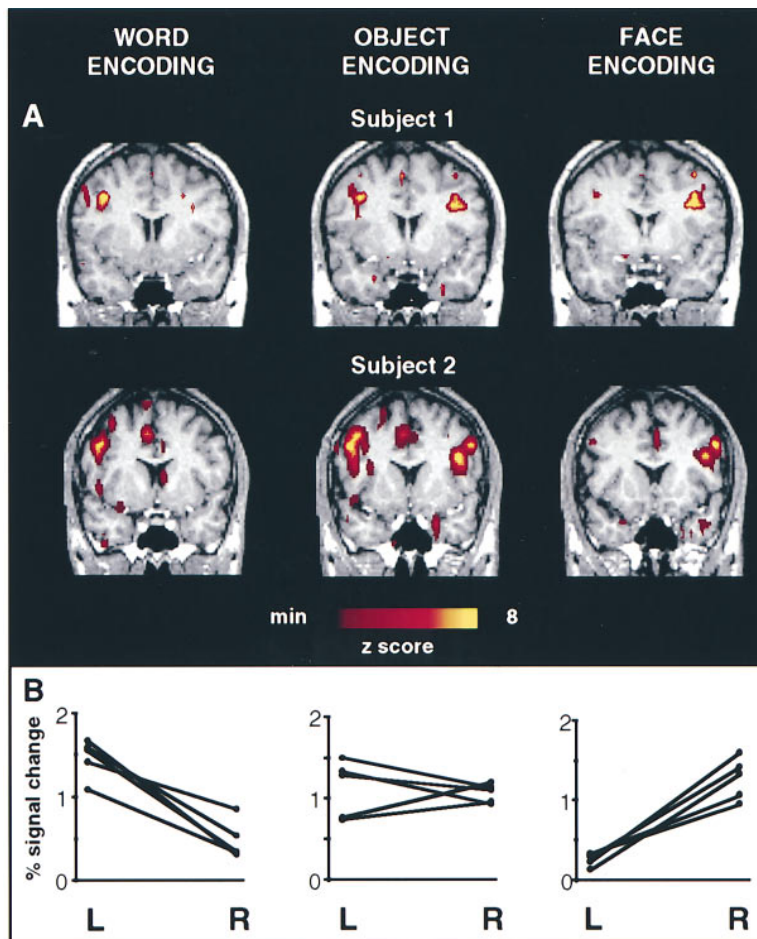 WORD OBJECT FACE
ENCODING ENCODING ENCODING
A
Subject 1
Subject 2
min 8
z score
B
% signal change
2 2 2
1 1 1
0 0 0
L R L R L R